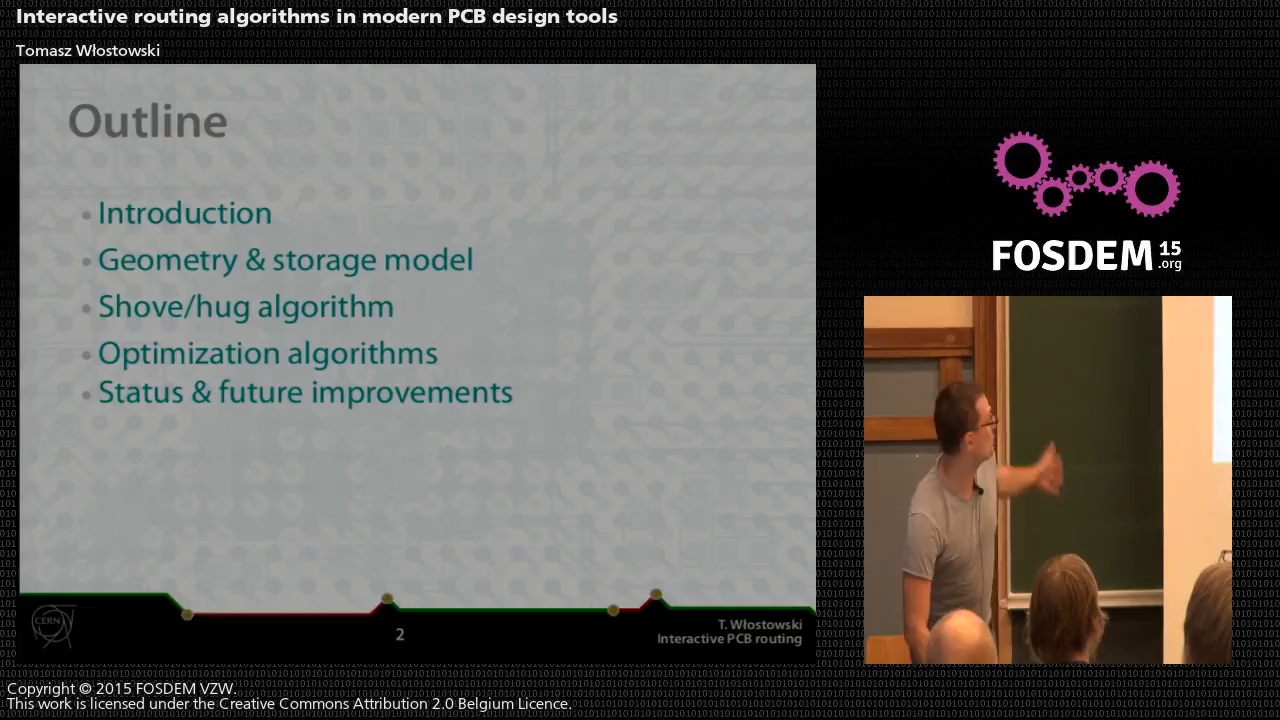 Interactive routing algorithms in modern PCB design tools
Tomasz Włostowski
Outline
• Introduction
• Geometry & storage model
• Shove/hug algorithm
• Optimization algorithms
• Status & future improvements
CERN
2
T. Włostowski
Interactive PCB routing
FOSDEM 15
.org
Copyright © 2015 FOSDEM VZW.
This work is licensed under the Creative Commons Attribution 2.0 Belgium Licence.